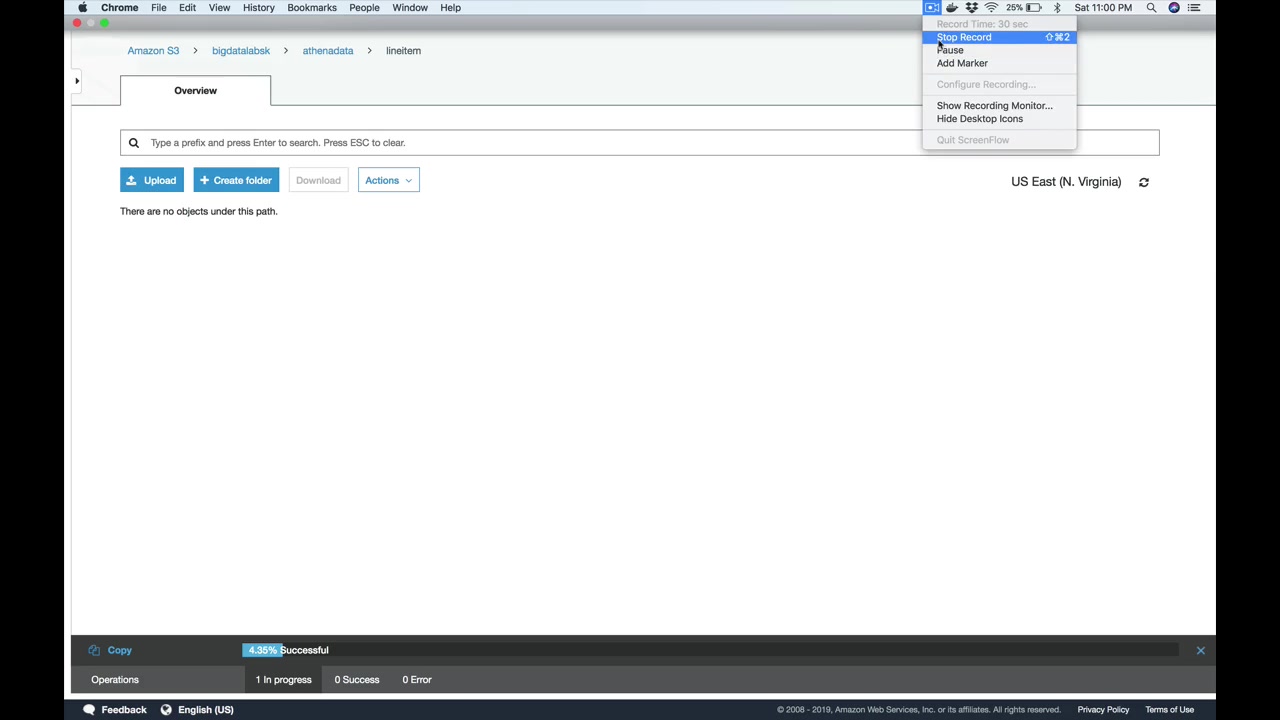 Chrome File Edit View History Bookmarks People Window Help 25% Sat 11:00 PM
Record Time: 30 sec
Stop Record ⇧⌘2
Pause
Add Marker
Configure Recording...
Show Recording Monitor...
Hide Desktop Icons
Quit ScreenFlow
Amazon S3 > bigdatalabsk > athenadata > lineitem
Overview
Type a prefix and press Enter to search. Press ESC to clear.
Upload + Create folder Download Actions US East (N. Virginia)
There are no objects under this path.
Copy 4.35% Successful
Operations 1 In progress 0 Success 0 Error
Feedback English (US) © 2008 - 2019, Amazon Web Services, Inc. or its affiliates. All rights reserved. Privacy Policy Terms of Use